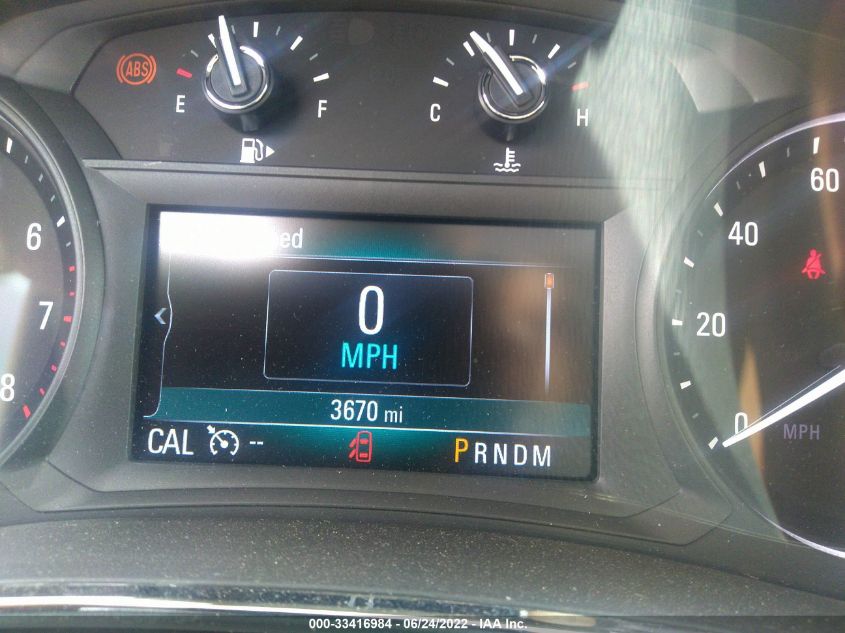 ABS
E F
C H
6
7
8
0
MPH
3670 mi
CAL --
PRNDM
60
40
20
0
MPH
000-33416984 - 06/24/2022 - IAA Inc.